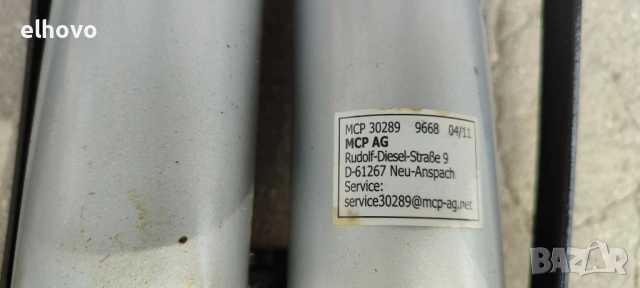 elhovo
MCP 30289 9668 04/11
MCP AG
Rudolf-Diesel-Straße 9
D-61267 Neu-Anspach
Service:
service30289@mcp-ag.net
BAZAR